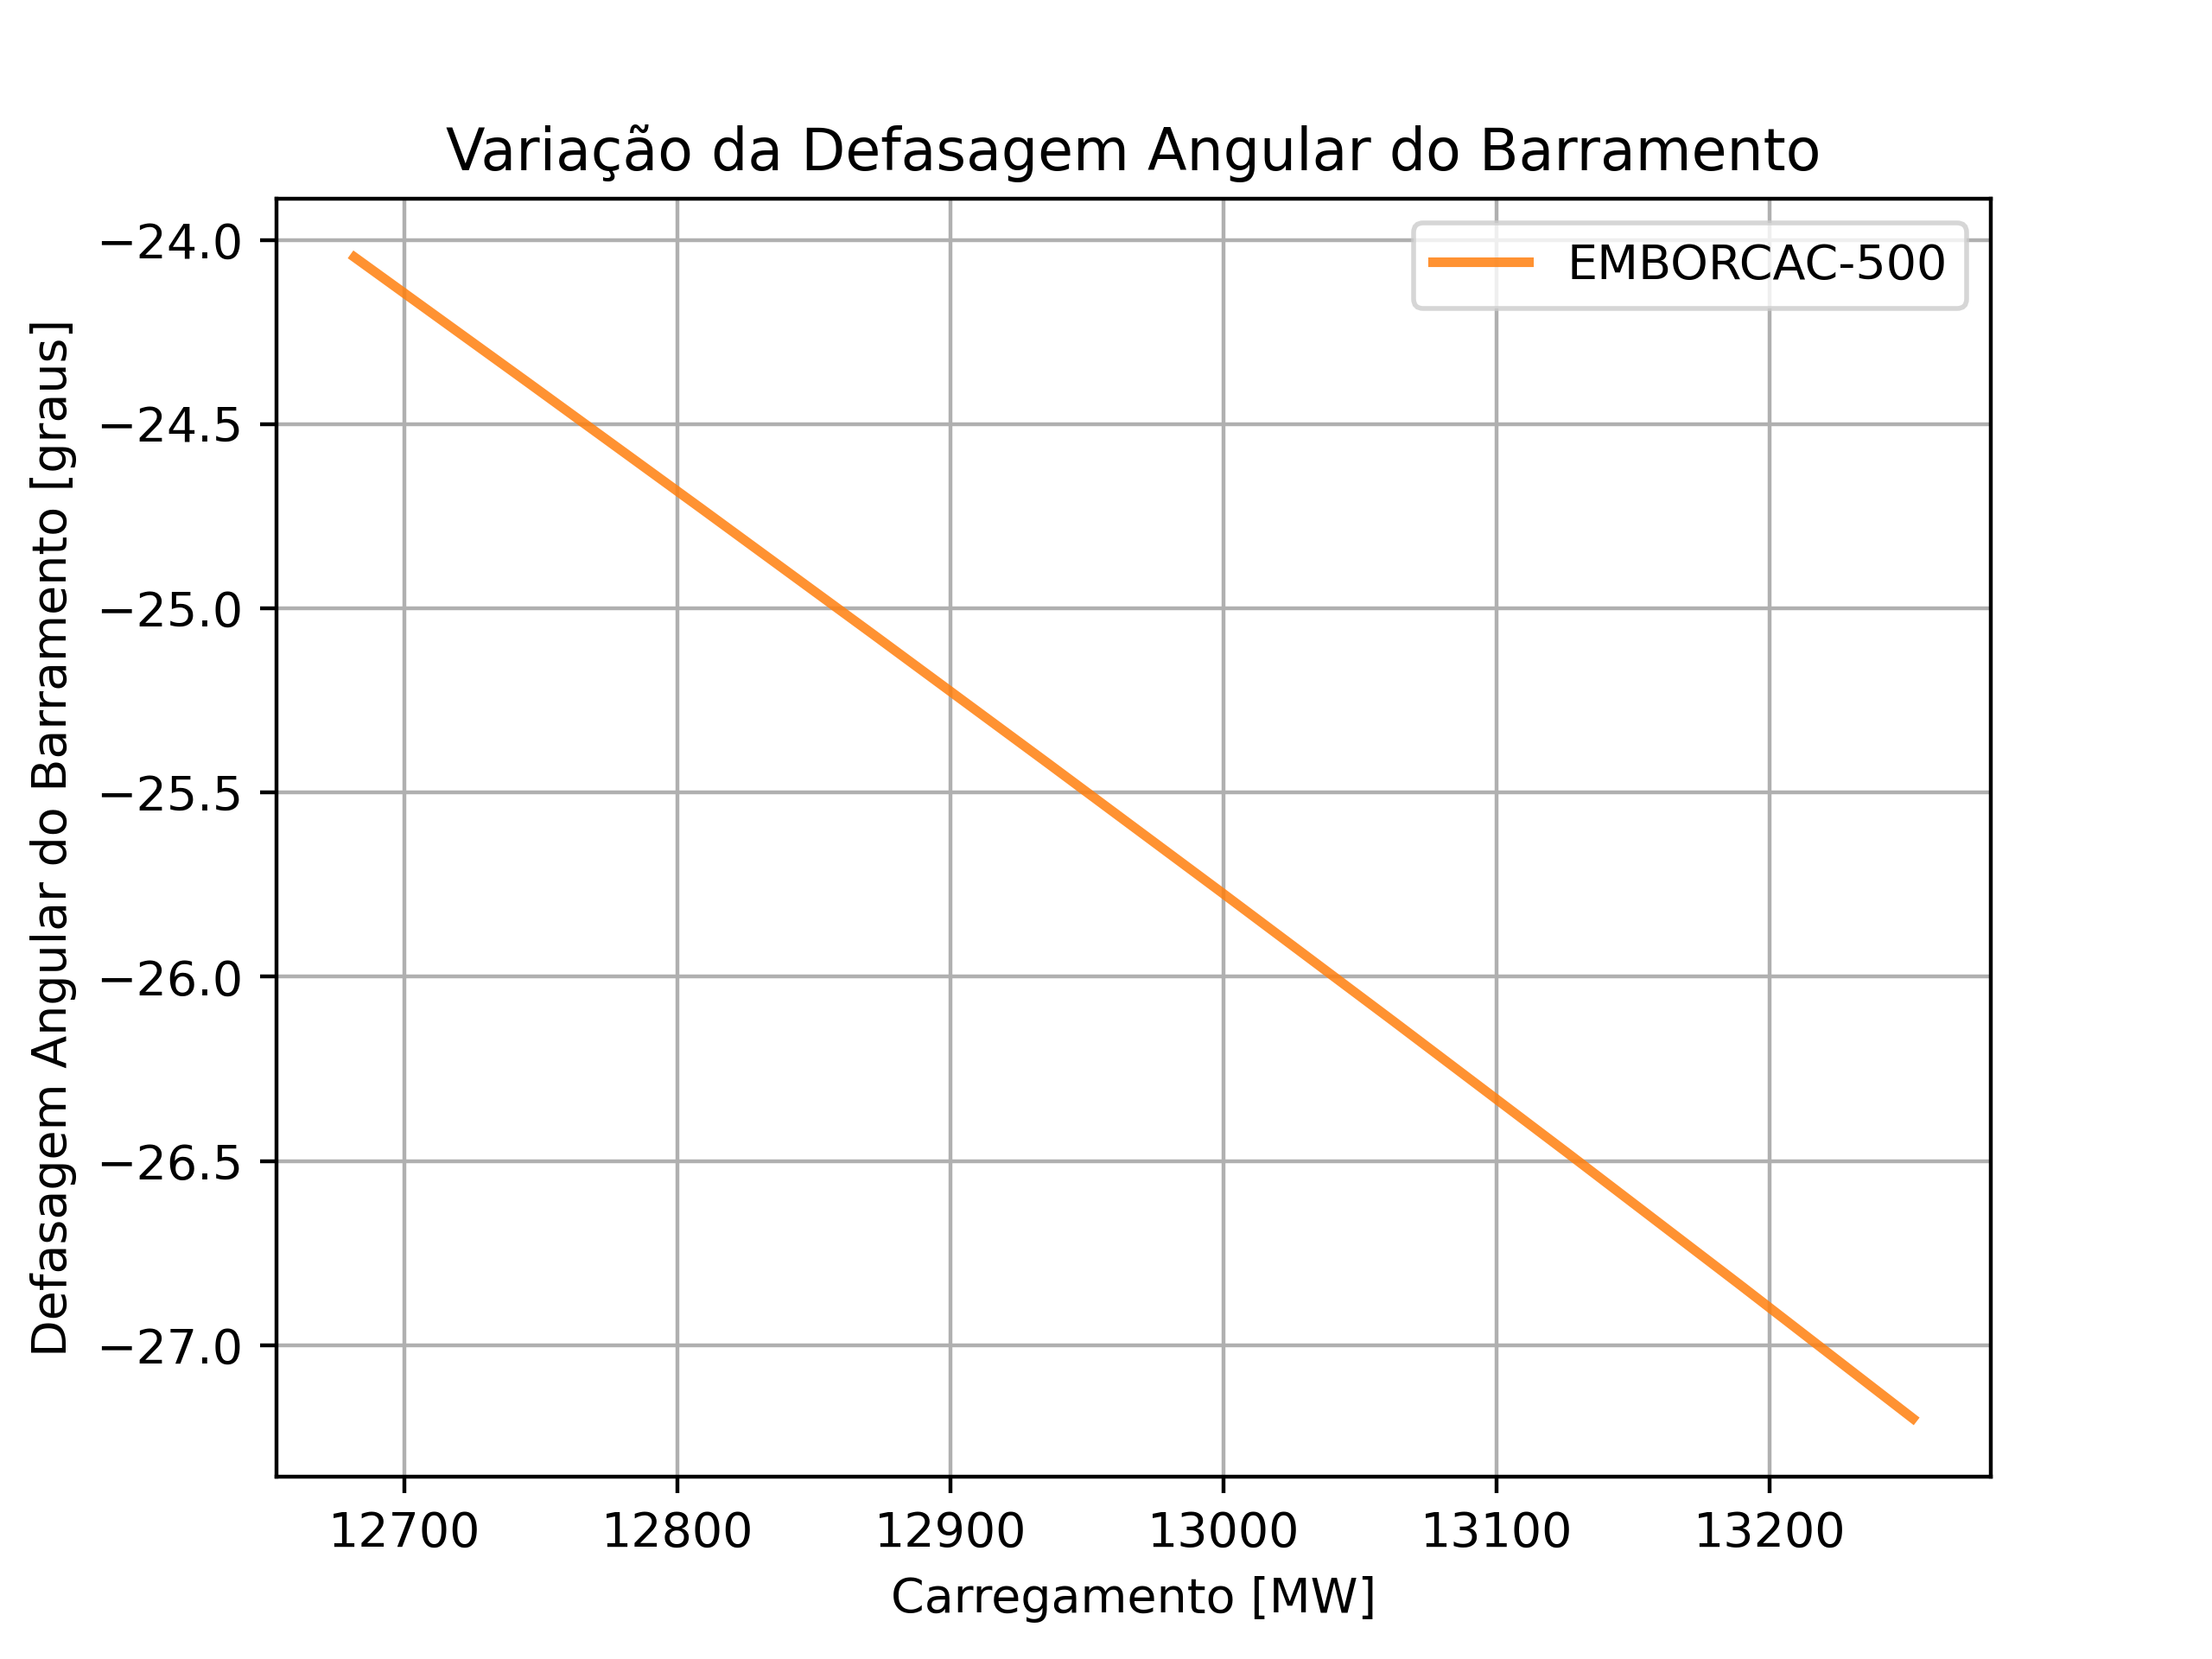 Variação da Defasagem Angular do Barramento
EMBORCAC-500
Defasagem Angular do Barramento [graus]
−24.0
−24.5
−25.0
−25.5
−26.0
−26.5
−27.0
12700 12800 12900 13000 13100 13200
Carregamento [MW]